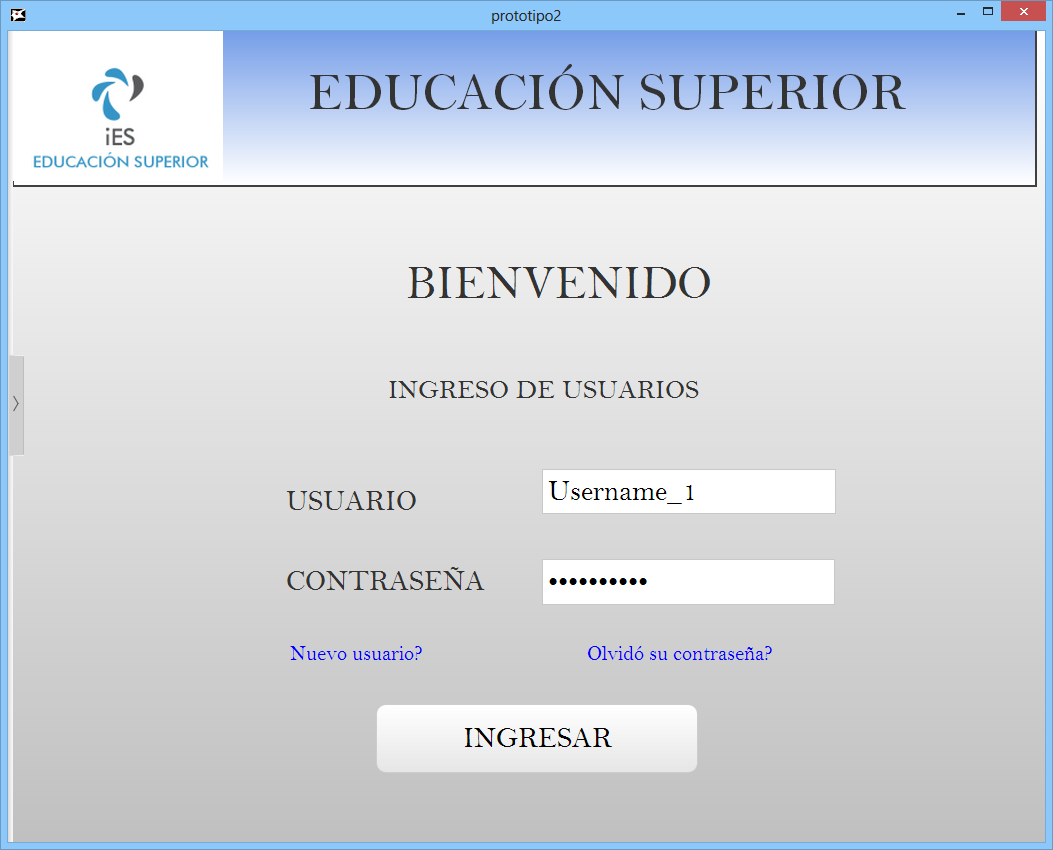 prototipo2
EDUCACIÓN SUPERIOR
iES
EDUCACIÓN SUPERIOR
BIENVENIDO
INGRESO DE USUARIOS
USUARIO
Username_1
CONTRASEÑA
••••••••••
Nuevo usuario?
Olvidó su contraseña?
INGRESAR